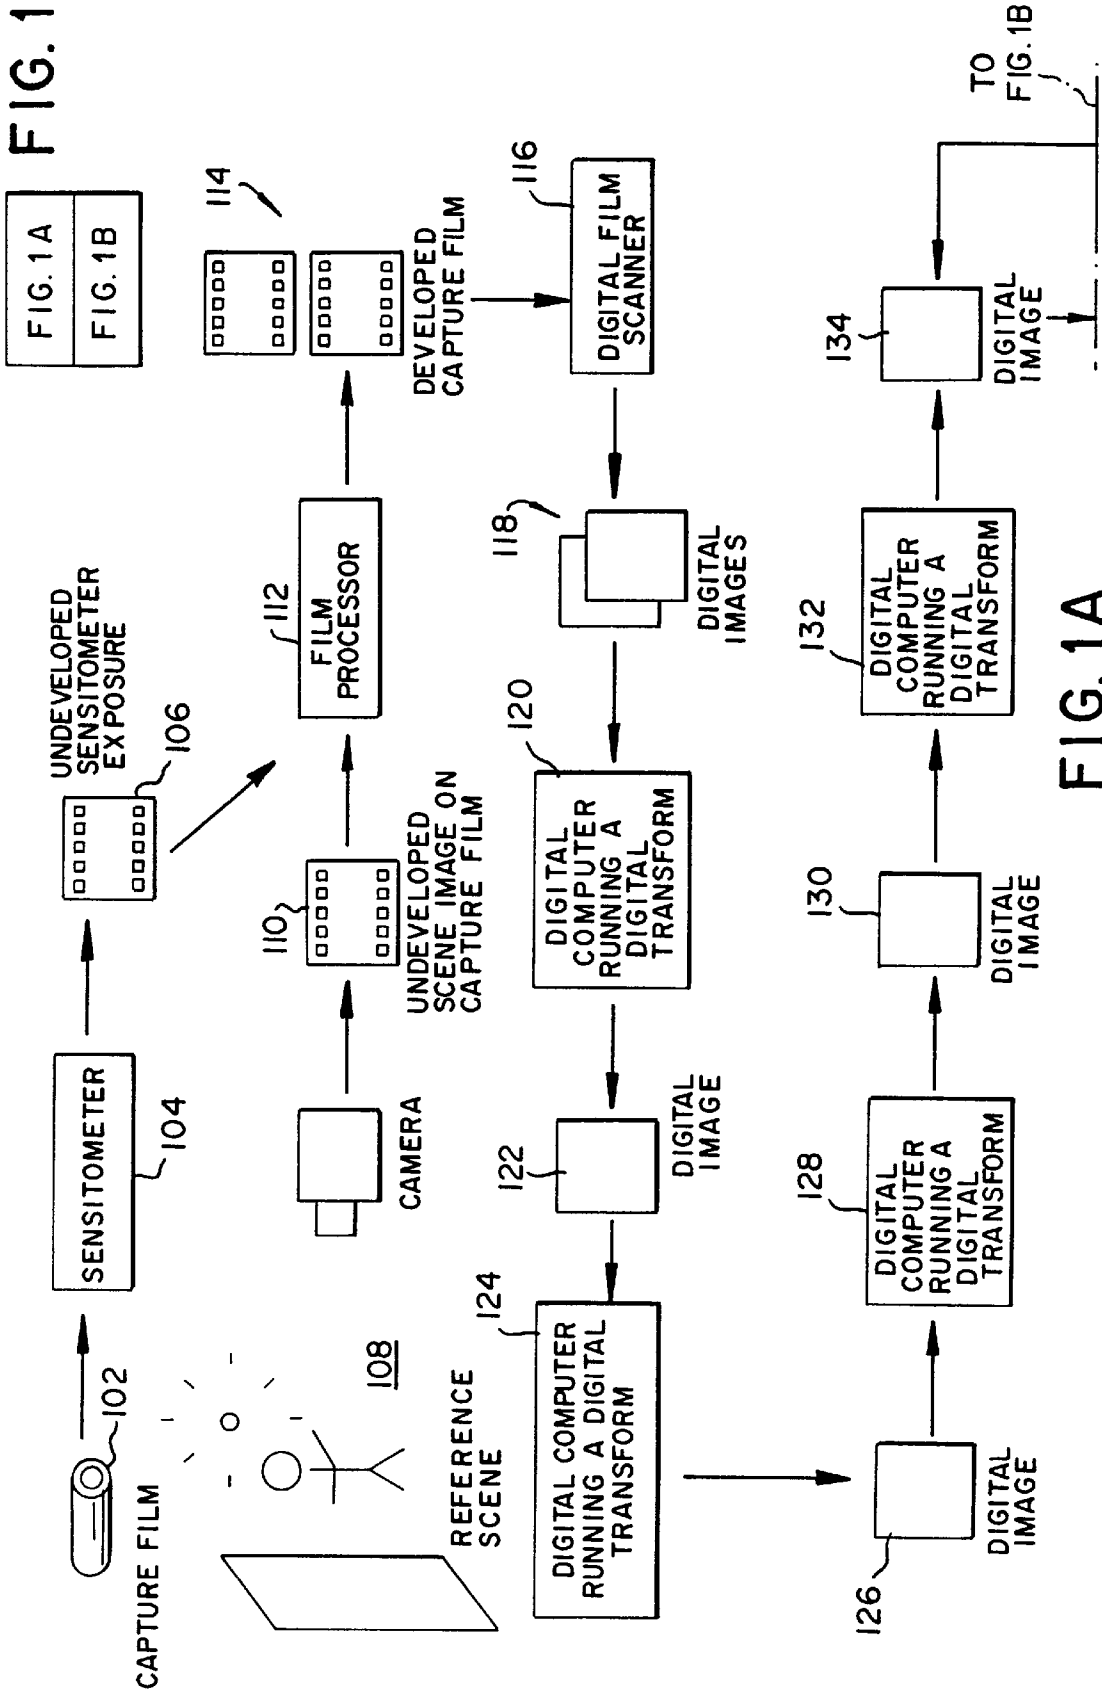 FIG. 1
FIG. 1A
FIG. 1B
CAPTURE FILM
102
SENSITOMETER
104
UNDEVELOPED
SENSITOMETER
EXPOSURE
106
108
REFERENCE
SCENE
CAMERA
110
UNDEVELOPED
SCENE IMAGE ON
CAPTURE FILM
112
FILM
PROCESSOR
114
DEVELOPED
CAPTURE FILM
116
DIGITAL FILM
SCANNER
118
DIGITAL
IMAGES
120
DIGITAL
COMPUTER
RUNNING A
DIGITAL
TRANSFORM
122
DIGITAL
IMAGE
124
DIGITAL COMPUTER
RUNNING A DIGITAL
TRANSFORM
126
DIGITAL
IMAGE
128
DIGITAL
COMPUTER
RUNNING A
DIGITAL
TRANSFORM
130
DIGITAL
IMAGE
132
DIGITAL
COMPUTER
RUNNING A
DIGITAL
TRANSFORM
134
DIGITAL
IMAGE
TO
FIG. 1B
FIG. 1A